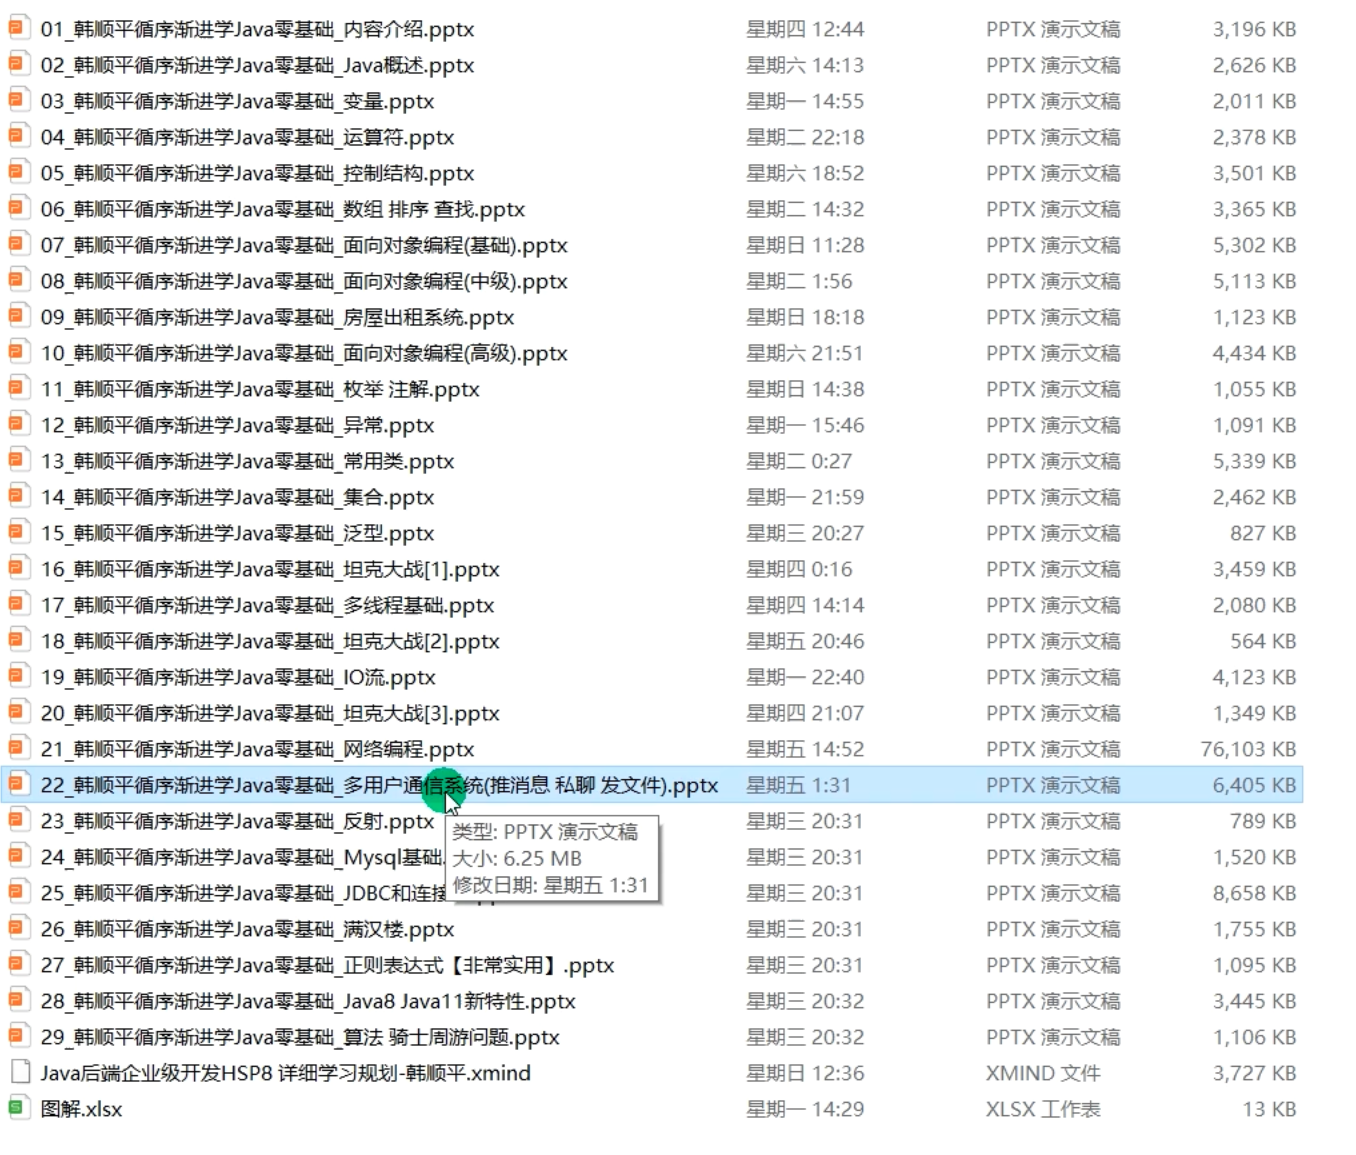 01_韩顺平循序渐进学Java零基础_内容介绍.pptx 星期四 12:44 PPTX 演示文稿 3,196 KB
02_韩顺平循序渐进学Java零基础_Java概述.pptx 星期六 14:13 PPTX 演示文稿 2,626 KB
03_韩顺平循序渐进学Java零基础_变量.pptx 星期一 14:55 PPTX 演示文稿 2,011 KB
04_韩顺平循序渐进学Java零基础_运算符.pptx 星期二 22:18 PPTX 演示文稿 2,378 KB
05_韩顺平循序渐进学Java零基础_控制结构.pptx 星期六 18:52 PPTX 演示文稿 3,501 KB
06_韩顺平循序渐进学Java零基础_数组 排序 查找.pptx 星期二 14:32 PPTX 演示文稿 3,365 KB
07_韩顺平循序渐进学Java零基础_面向对象编程(基础).pptx 星期日 11:28 PPTX 演示文稿 5,302 KB
08_韩顺平循序渐进学Java零基础_面向对象编程(中级).pptx 星期二 1:56 PPTX 演示文稿 5,113 KB
09_韩顺平循序渐进学Java零基础_房屋出租系统.pptx 星期日 18:18 PPTX 演示文稿 1,123 KB
10_韩顺平循序渐进学Java零基础_面向对象编程(高级).pptx 星期六 21:51 PPTX 演示文稿 4,434 KB
11_韩顺平循序渐进学Java零基础_枚举 注解.pptx 星期日 14:38 PPTX 演示文稿 1,055 KB
12_韩顺平循序渐进学Java零基础_异常.pptx 星期一 15:46 PPTX 演示文稿 1,091 KB
13_韩顺平循序渐进学Java零基础_常用类.pptx 星期二 0:27 PPTX 演示文稿 5,339 KB
14_韩顺平循序渐进学Java零基础_集合.pptx 星期一 21:59 PPTX 演示文稿 2,462 KB
15_韩顺平循序渐进学Java零基础_泛型.pptx 星期三 20:27 PPTX 演示文稿 827 KB
16_韩顺平循序渐进学Java零基础_坦克大战[1].pptx 星期四 0:16 PPTX 演示文稿 3,459 KB
17_韩顺平循序渐进学Java零基础_多线程基础.pptx 星期四 14:14 PPTX 演示文稿 2,080 KB
18_韩顺平循序渐进学Java零基础_坦克大战[2].pptx 星期五 20:46 PPTX 演示文稿 564 KB
19_韩顺平循序渐进学Java零基础_IO流.pptx 星期一 22:40 PPTX 演示文稿 4,123 KB
20_韩顺平循序渐进学Java零基础_坦克大战[3].pptx 星期四 21:07 PPTX 演示文稿 1,349 KB
21_韩顺平循序渐进学Java零基础_网络编程.pptx 星期五 14:52 PPTX 演示文稿 76,103 KB
22_韩顺平循序渐进学Java零基础_多用户通信系统(推消息 私聊 发文件).pptx 星期五 1:31 PPTX 演示文稿 6,405 KB
23_韩顺平循序渐进学Java零基础_反射.pptx 星期三 20:31 PPTX 演示文稿 789 KB
类型: PPTX 演示文稿
24_韩顺平循序渐进学Java零基础_Mysql基础. 星期三 20:31 PPTX 演示文稿 1,520 KB
大小: 6.25 MB
25_韩顺平循序渐进学Java零基础_JDBC和连接 星期三 20:31 PPTX 演示文稿 8,658 KB
修改日期: 星期五 1:31
26_韩顺平循序渐进学Java零基础_满汉楼.pptx 星期三 20:31 PPTX 演示文稿 1,755 KB
27_韩顺平循序渐进学Java零基础_正则表达式【非常实用】.pptx 星期三 20:31 PPTX 演示文稿 1,095 KB
28_韩顺平循序渐进学Java零基础_Java8 Java11新特性.pptx 星期三 20:32 PPTX 演示文稿 3,445 KB
29_韩顺平循序渐进学Java零基础_算法 骑士周游问题.pptx 星期三 20:32 PPTX 演示文稿 1,106 KB
Java后端企业级开发HSP8 详细学习规划-韩顺平.xmind 星期日 12:36 XMIND 文件 3,727 KB
图解.xlsx 星期一 14:29 XLSX 工作表 13 KB